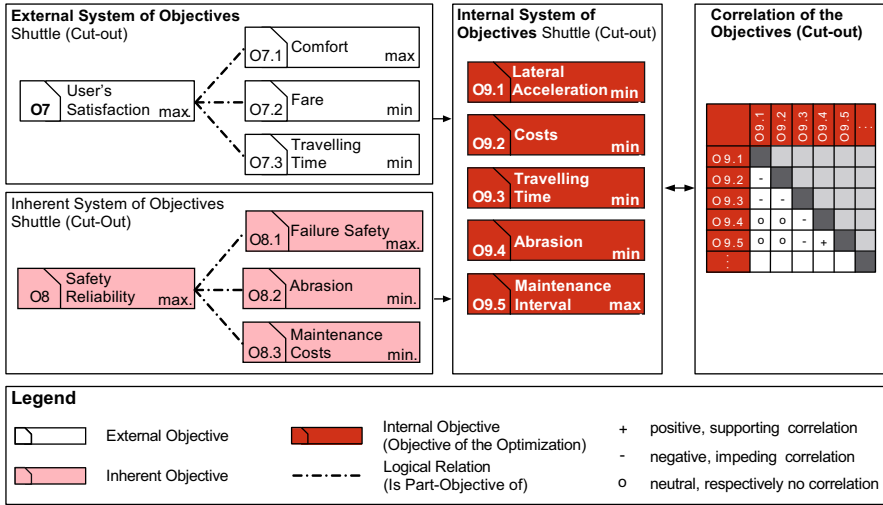 External System of Objectives
Shuttle (Cut-out)
O7
User's
Satisfaction
max.
O7.1
Comfort
max
O7.2
Fare
min
O7.3
Travelling
Time
min
Inherent System of Objectives
Shuttle (Cut-Out)
O8
Safety
Reliability
max.
O8.1
Failure Safety
max.
O8.2
Abrasion
min.
O8.3
Maintenance
Costs
min.
Internal System of
Objectives Shuttle (Cut-out)
O9.1
Lateral
Acceleration
min
O9.2
Costs
min
O9.3
Travelling
Time
min
O9.4
Abrasion
min
O9.5
Maintenance
Interval
max
Correlation of the
Objectives (Cut-out)
O9.1 O9.2 O9.3 O9.4 O9.5 ...
O9.1
O9.2 -
O9.3 - -
O9.4 o o -
O9.5 o o - +
...
Legend
External Objective
Inherent Objective
Internal Objective
(Objective of the Optimization)
Logical Relation
(Is Part-Objective of)
+ positive, supporting correlation
- negative, impeding correlation
o neutral, respectively no correlation